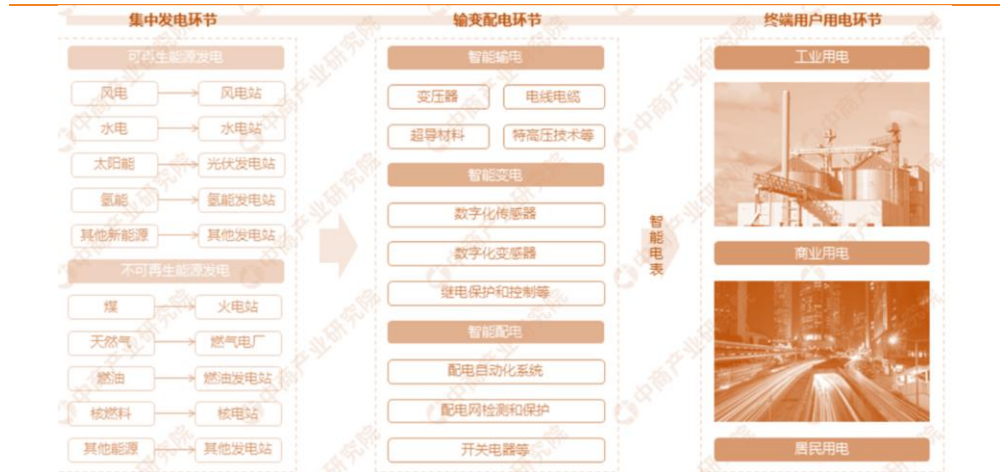 集中发电环节
输变配电环节
终端用户用电环节
可再生能源发电
风电
风电站
水电
水电站
太阳能
光伏发电站
氢能
氢能发电站
其他新能源
其他发电站
不可再生能源发电
煤
火电站
天然气
燃气电厂
燃油
燃油发电站
核燃料
核电站
其他能源
其他发电站
智能输电
变压器
电线电缆
超导材料
特高压技术等
智能变电
数字化传感器
数字化变感器
继电保护和控制等
智能配电
配电自动化系统
配电网检测和保护
开关电器等
智能电表
工业用电
商业用电
居民用电
中商产业研究院